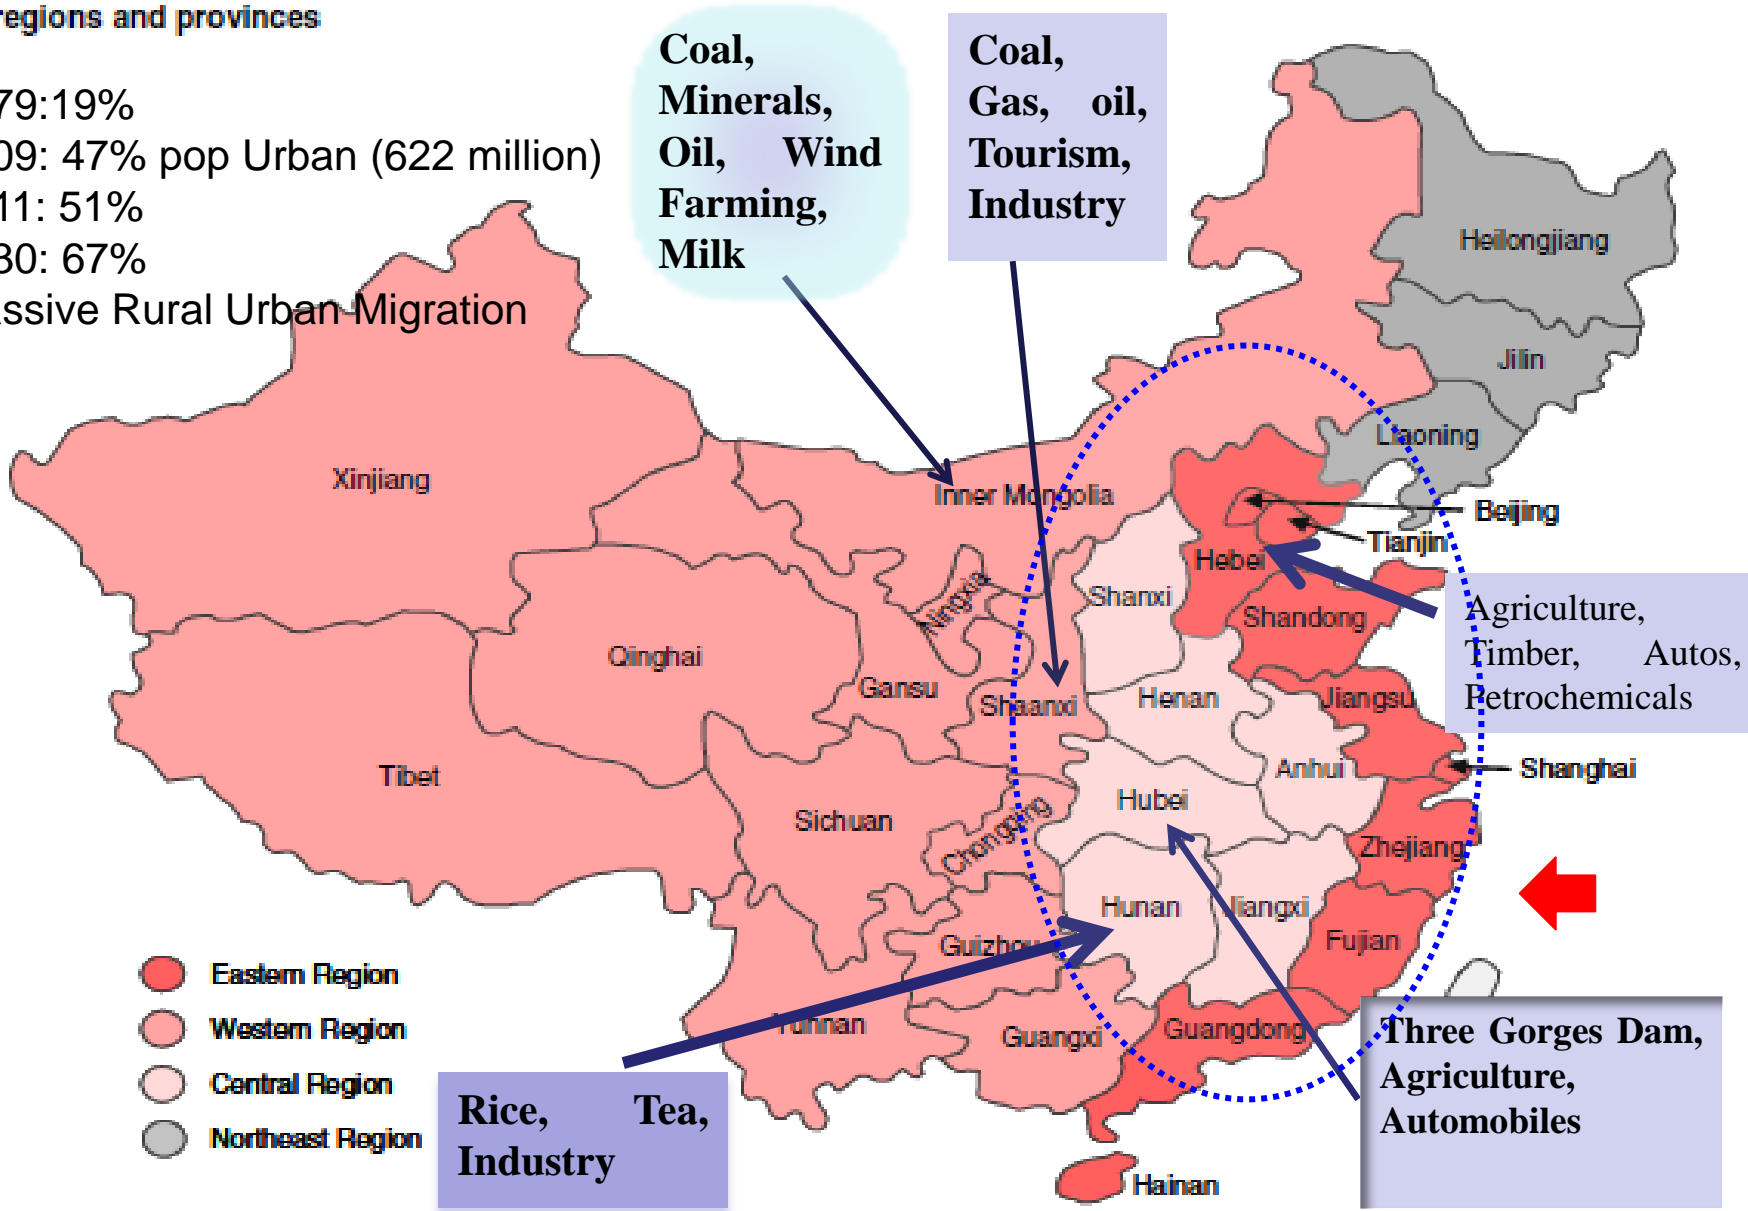 regions and provinces
79:19%
09: 47% pop Urban (622 million)
11: 51%
30: 67%
assive Rural Urban Migration
Coal,
Minerals,
Oil, Wind
Farming,
Milk
Coal,
Gas, oil,
Tourism,
Industry
Heilongjiang
Jilin
Liaoning
Xinjiang
Inner Mongolia
Beijing
Tianjin
Hebei
Ningxia
Shanxi
Shandong
Agriculture,
Timber, Autos,
Petrochemicals
Qinghai
Gansu
Shaanxi
Henan
Jiangsu
Tibet
Sichuan
Chongqing
Hubei
Anhui
Shanghai
Zhejiang
Hunan
Jiangxi
Fujian
Guizhou
Yunnan
Guangxi
Guangdong
Hainan
Eastern Region
Western Region
Central Region
Northeast Region
Rice, Tea,
Industry
Three Gorges Dam,
Agriculture,
Automobiles